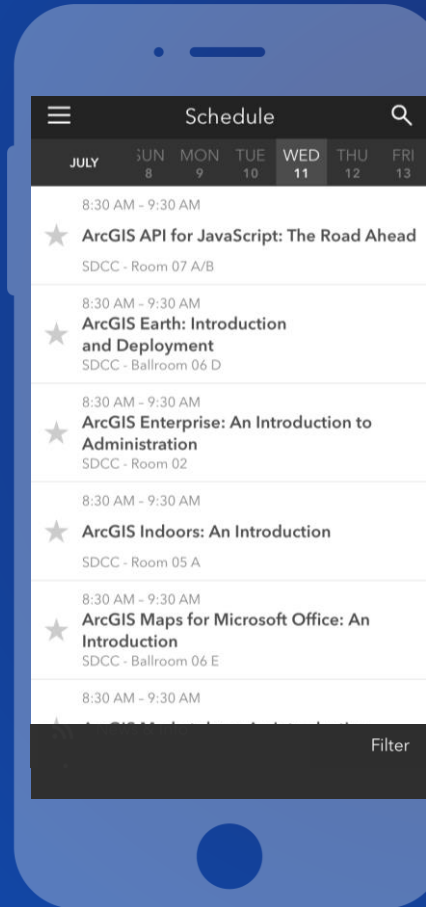 Schedule
JULY SUN MON TUE WED THU FRI
8 9 10 11 12 13
8:30 AM – 9:30 AM
ArcGIS API for JavaScript: The Road Ahead
SDCC - Room 07 A/B
8:30 AM – 9:30 AM
ArcGIS Earth: Introduction
and Deployment
SDCC - Ballroom 06 D
8:30 AM – 9:30 AM
ArcGIS Enterprise: An Introduction to
Administration
SDCC - Room 02
8:30 AM – 9:30 AM
ArcGIS Indoors: An Introduction
SDCC - Room 05 A
8:30 AM – 9:30 AM
ArcGIS Maps for Microsoft Office: An
Introduction
SDCC - Ballroom 06 E
8:30 AM – 9:30 AM
Filter